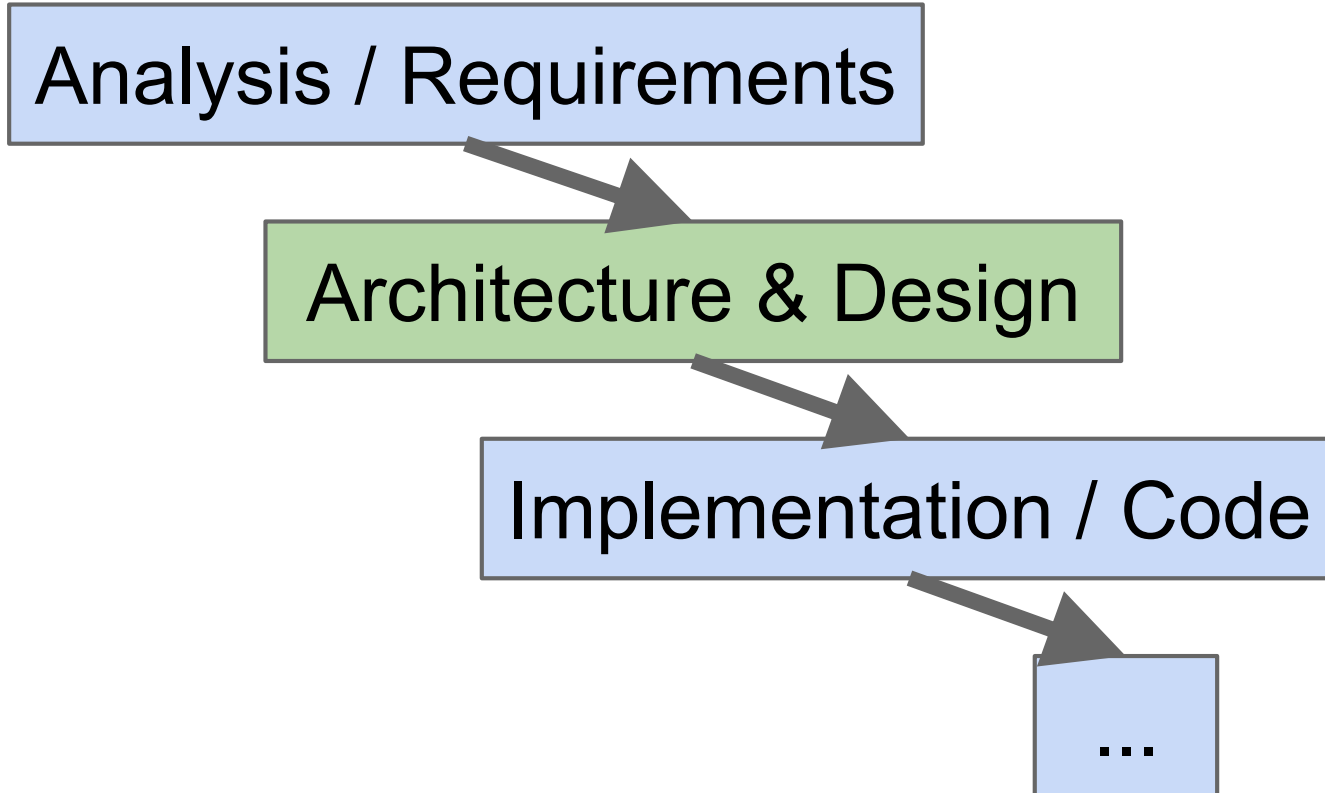 Analysis / Requirements
Architecture & Design
Implementation / Code
...